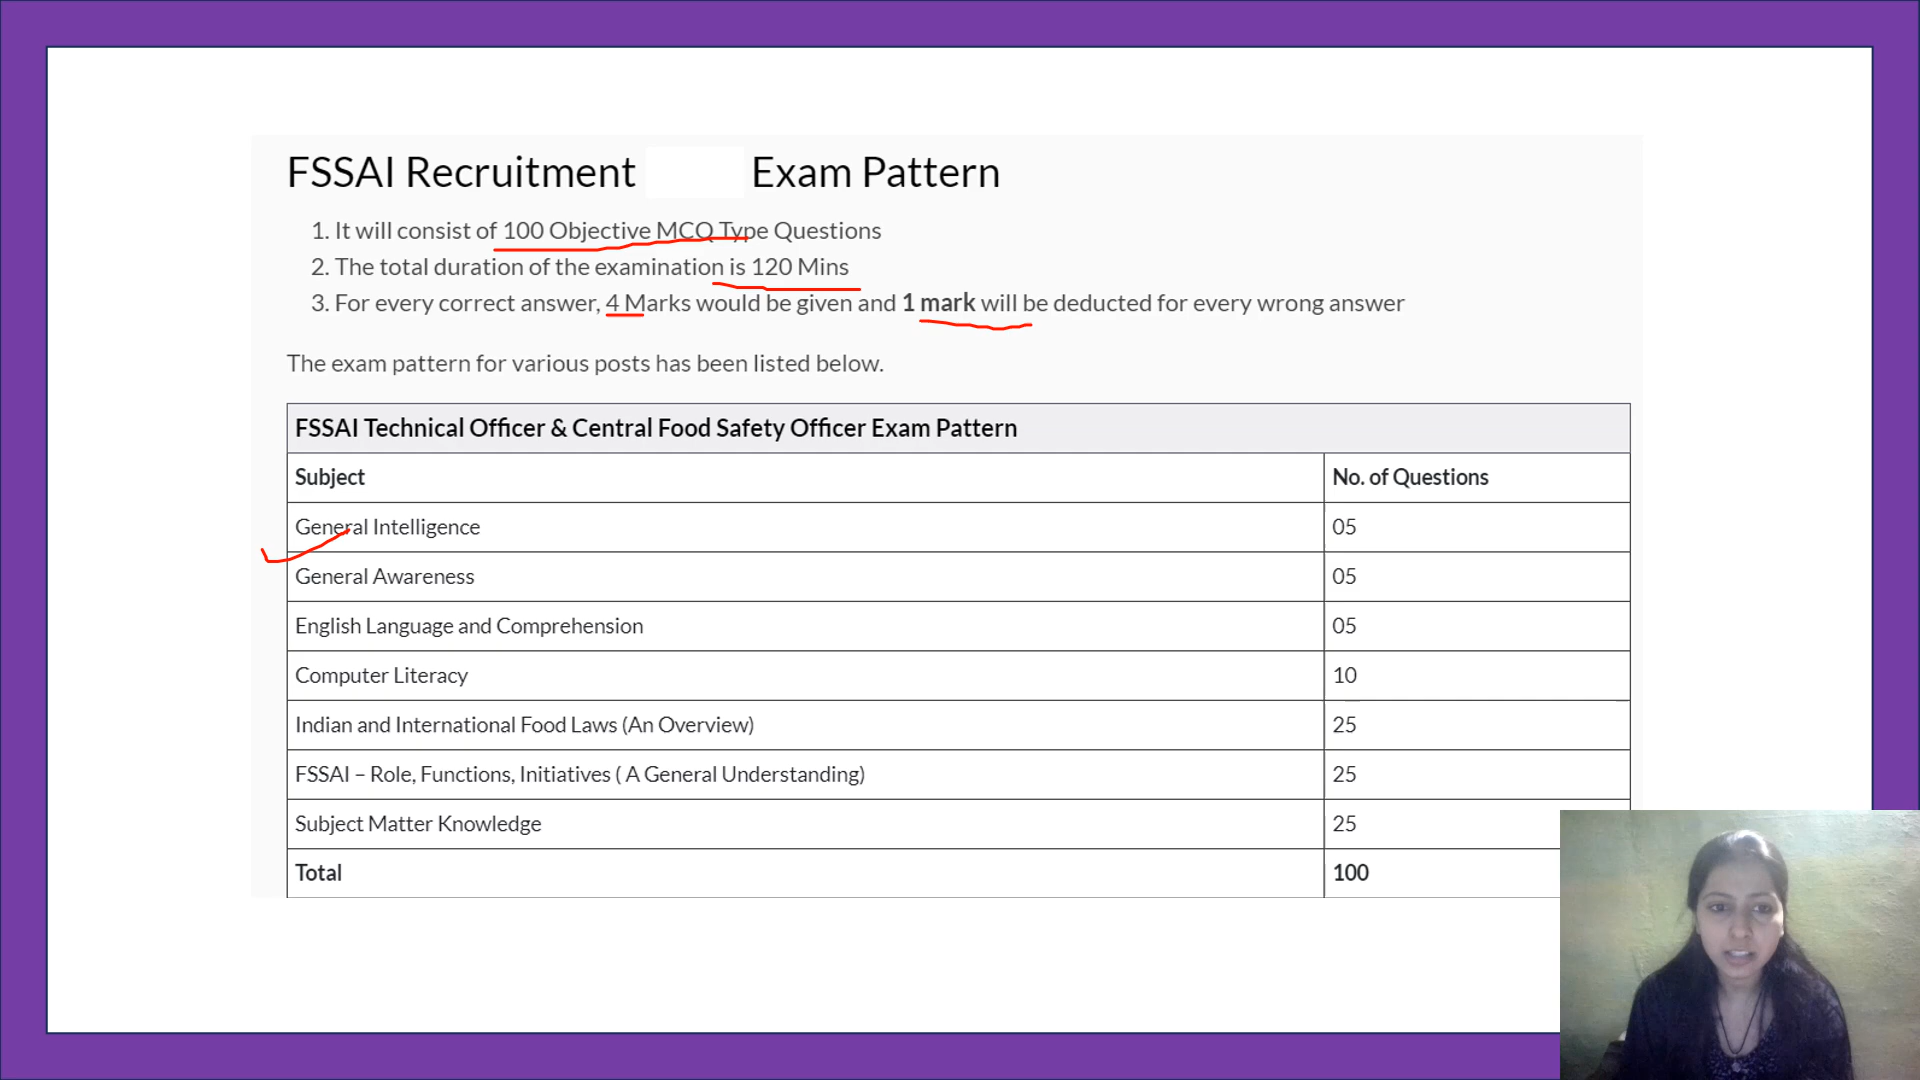 FSSAI Recruitment Exam Pattern
1. It will consist of 100 Objective MCQ Type Questions
2. The total duration of the examination is 120 Mins
3. For every correct answer, 4 Marks would be given and 1 mark will be deducted for every wrong answer
The exam pattern for various posts has been listed below.
FSSAI Technical Officer & Central Food Safety Officer Exam Pattern
Subject No. of Questions
General Intelligence 05
General Awareness 05
English Language and Comprehension 05
Computer Literacy 10
Indian and International Food Laws (An Overview) 25
FSSAI – Role, Functions, Initiatives ( A General Understanding) 25
Subject Matter Knowledge 25
Total 100